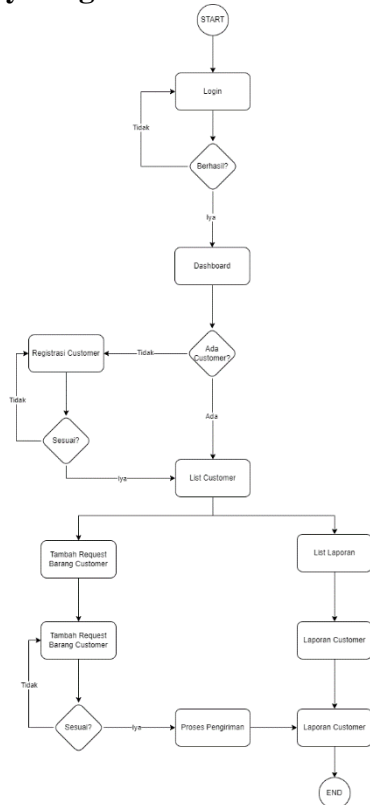 START
Login
Tidak
Berhasil?
Iya
Dashboard
Registrasi Customer
Tidak
Ada
Customer?
Tidak
Ada
Sesuai?
Iya
List Customer
Tambah Request
Barang Customer
List Laporan
Tambah Request
Barang Customer
Laporan Customer
Tidak
Sesuai?
Iya
Proses Pengiriman
Laporan Customer
END